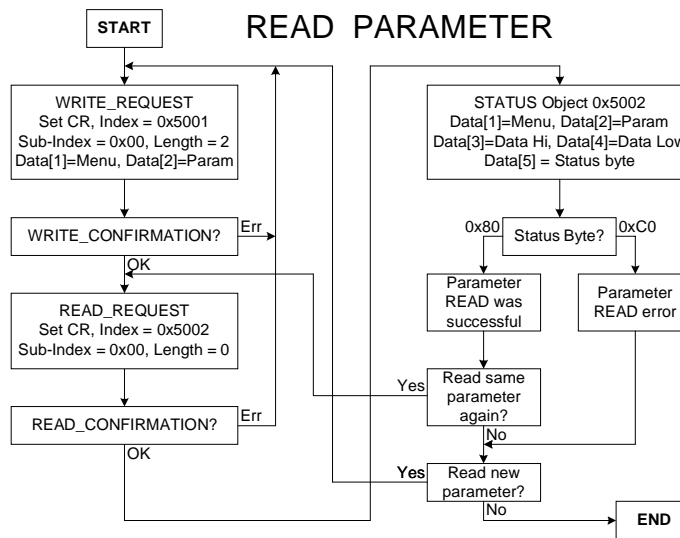 START
READ PARAMETER
WRITE_REQUEST
Set CR, Index = 0x5001
Sub-Index = 0x00, Length = 2
Data[1]=Menu, Data[2]=Param
WRITE_CONFIRMATION?
Err
OK
READ_REQUEST
Set CR, Index = 0x5002
Sub-Index = 0x00, Length = 0
READ_CONFIRMATION?
Err
OK
STATUS Object 0x5002
Data[1]=Menu, Data[2]=Param
Data[3]=Data Hi, Data[4]=Data Low
Data[5] = Status byte
0x80
Status Byte?
0xC0
Parameter
READ was
successful
Parameter
READ error
Yes
Read same
parameter
again?
No
Yes
Read new
parameter?
No
END